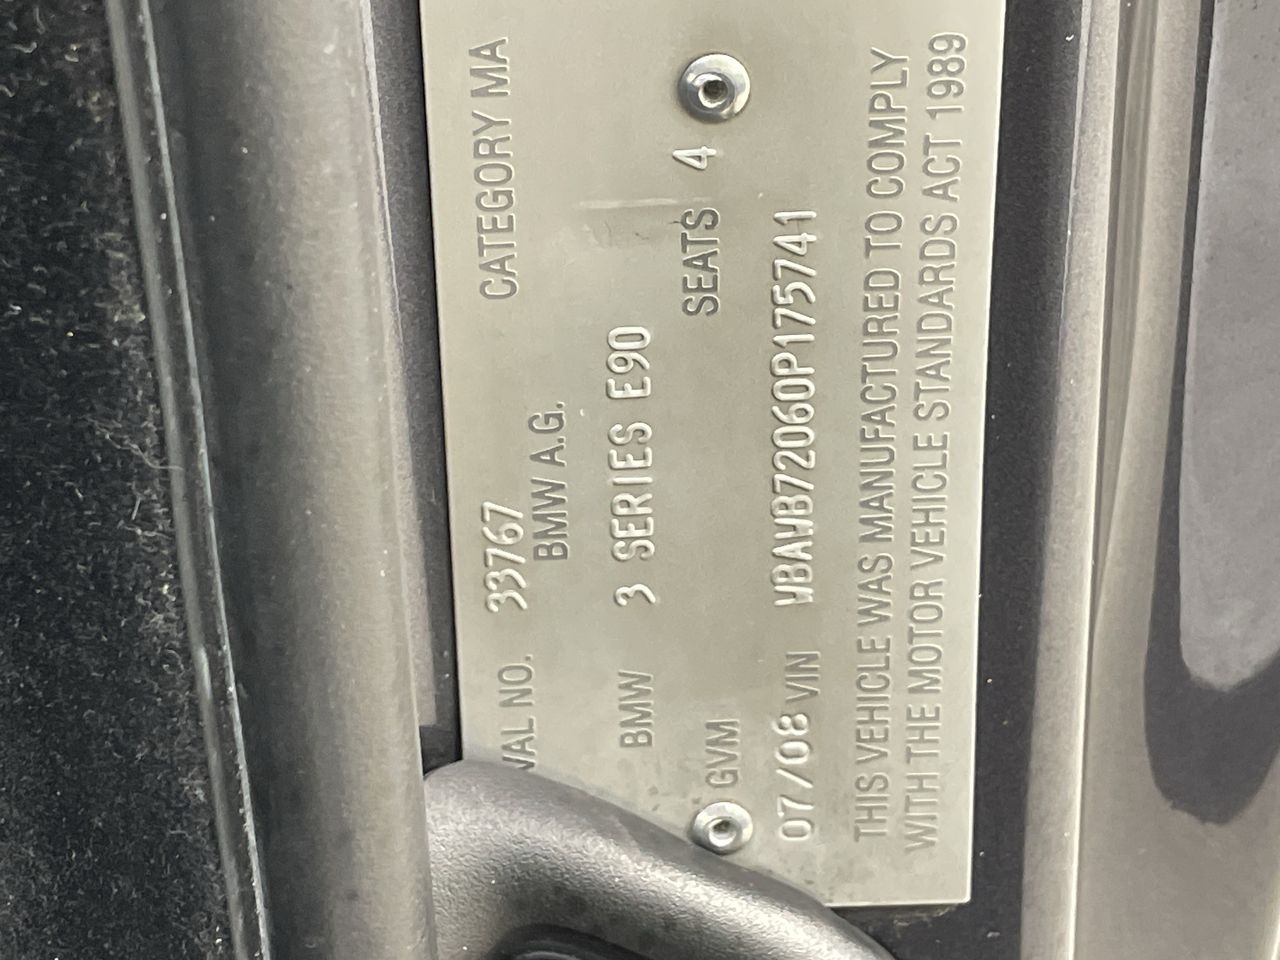 VAL NO. 33767 CATEGORY MA
BMW A.G.
BMW 3 SERIES E90
GVM SEATS 4
07/08 VIN WBAWB72060P175741
THIS VEHICLE WAS MANUFACTURED TO COMPLY
WITH THE MOTOR VEHICLE STANDARDS ACT 1989